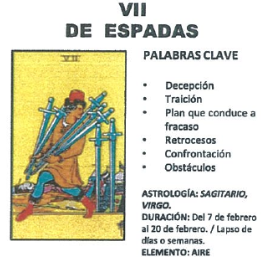 VII
DE ESPADAS
PALABRAS CLAVE
VII
• Decepción
• Traición
• Plan que conduce a
fracaso
• Retrocesos
• Confrontación
• Obstáculos
ASTROLOGÍA: SAGITARIO,
VIRGO.
DURACIÓN: Del 7 de febrero
al 20 de febrero. / Lapso de
días o semanas.
ELEMENTO: AIRE